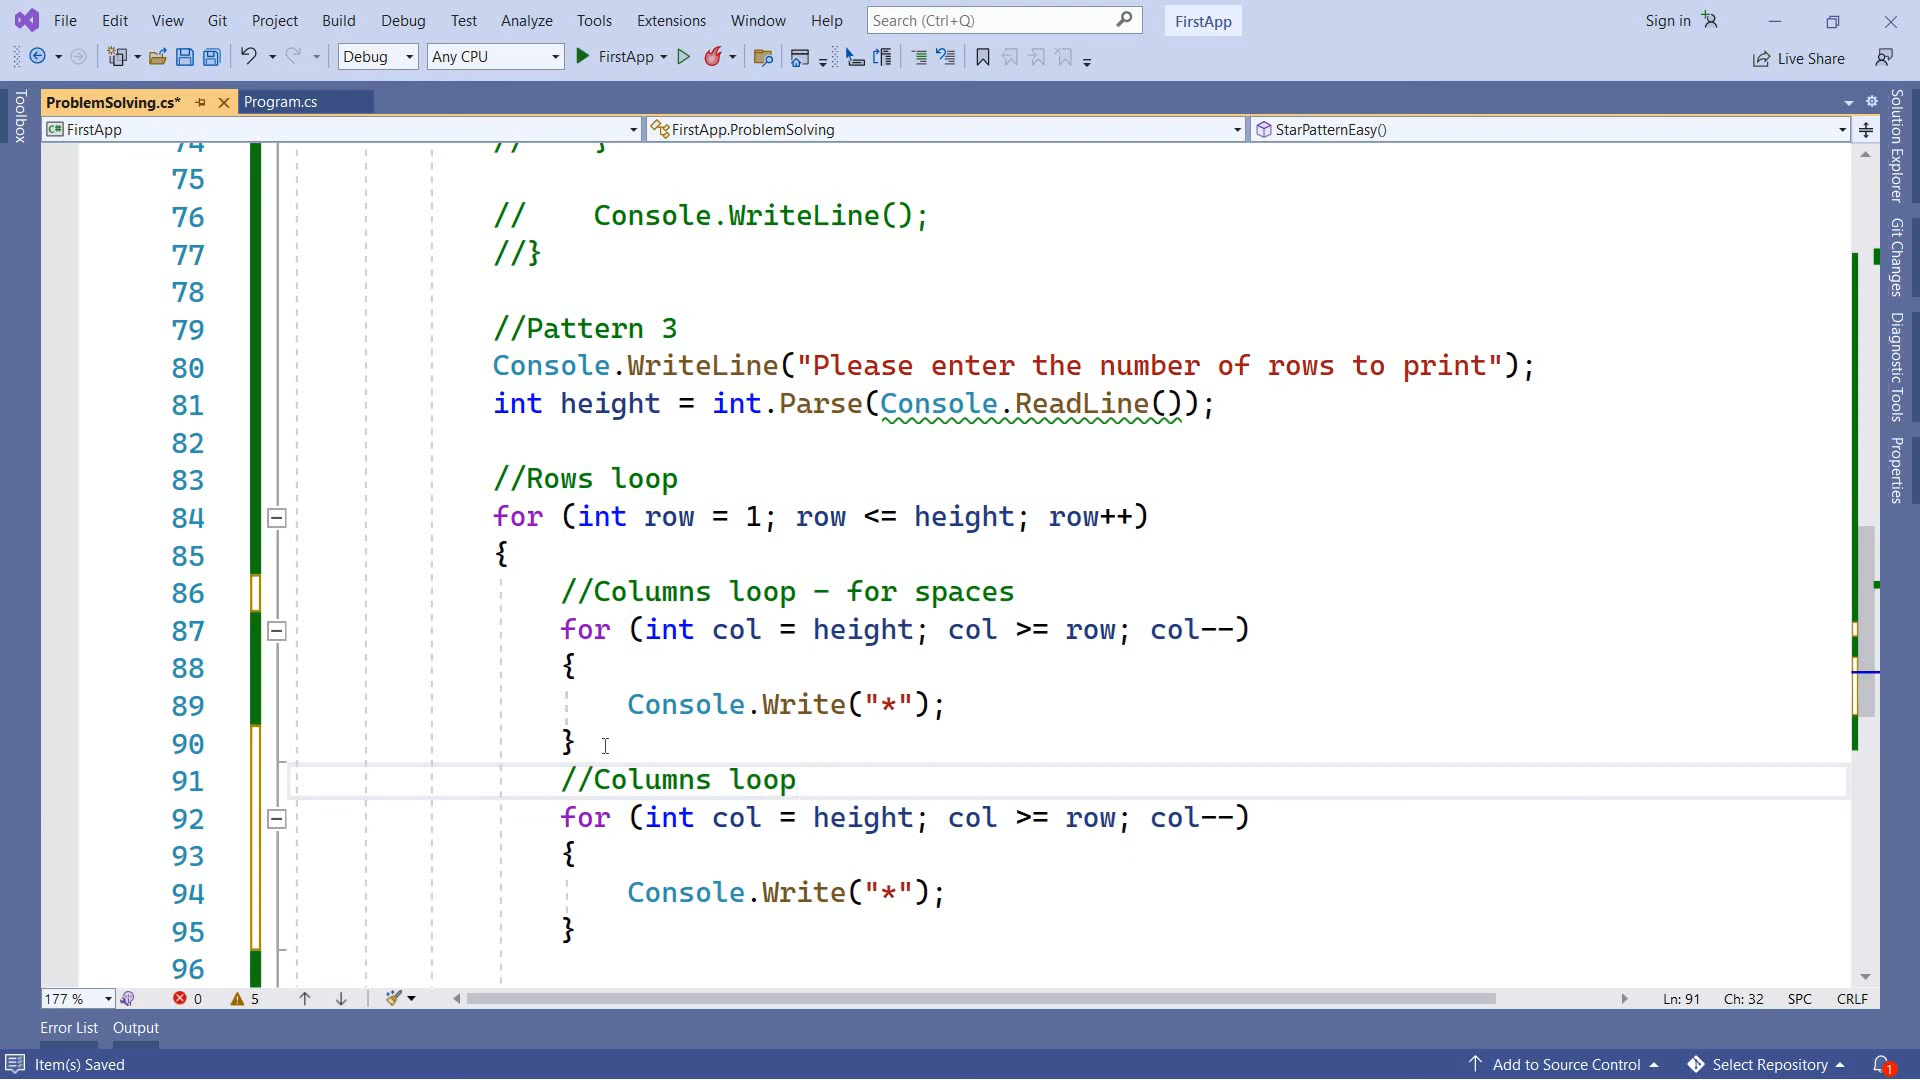 File Edit View Git Project Build Debug Test Analyze Tools Extensions Window Help Search (Ctrl+Q) FirstApp Sign in
Debug Any CPU FirstApp Live Share
ProblemSolving.cs* Program.cs
C# FirstApp FirstApp.ProblemSolving StarPatternEasy()
Toolbox
Solution Explorer
Git Changes
Diagnostic Tools
Properties
74 // }
75
76 // Console.WriteLine();
77 //}
78
79 //Pattern 3
80 Console.WriteLine("Please enter the number of rows to print");
81 int height = int.Parse(Console.ReadLine());
82
83 //Rows loop
84 for (int row = 1; row <= height; row++)
85 {
86 //Columns loop - for spaces
87 for (int col = height; col >= row; col--)
88 {
89 Console.Write("*");
90 }
91 //Columns loop
92 for (int col = height; col >= row; col--)
93 {
94 Console.Write("*");
95 }
96
177 % 0 5 Ln: 91 Ch: 32 SPC CRLF
Error List Output
Item(s) Saved Add to Source Control Select Repository 1